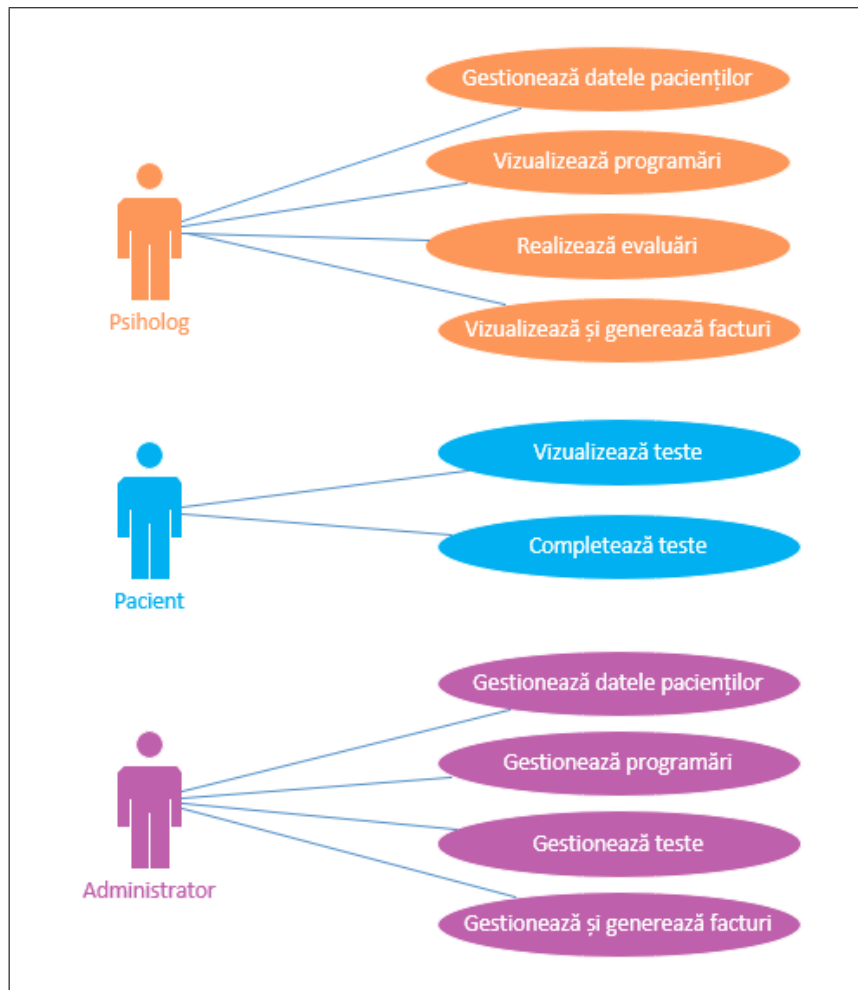 Gestionează datele pacienților
Vizualizează programări
Realizează evaluări
Vizualizează și generează facturi
Psiholog
Vizualizează teste
Completează teste
Pacient
Gestionează datele pacienților
Gestionează programări
Gestionează teste
Gestionează și generează facturi
Administrator